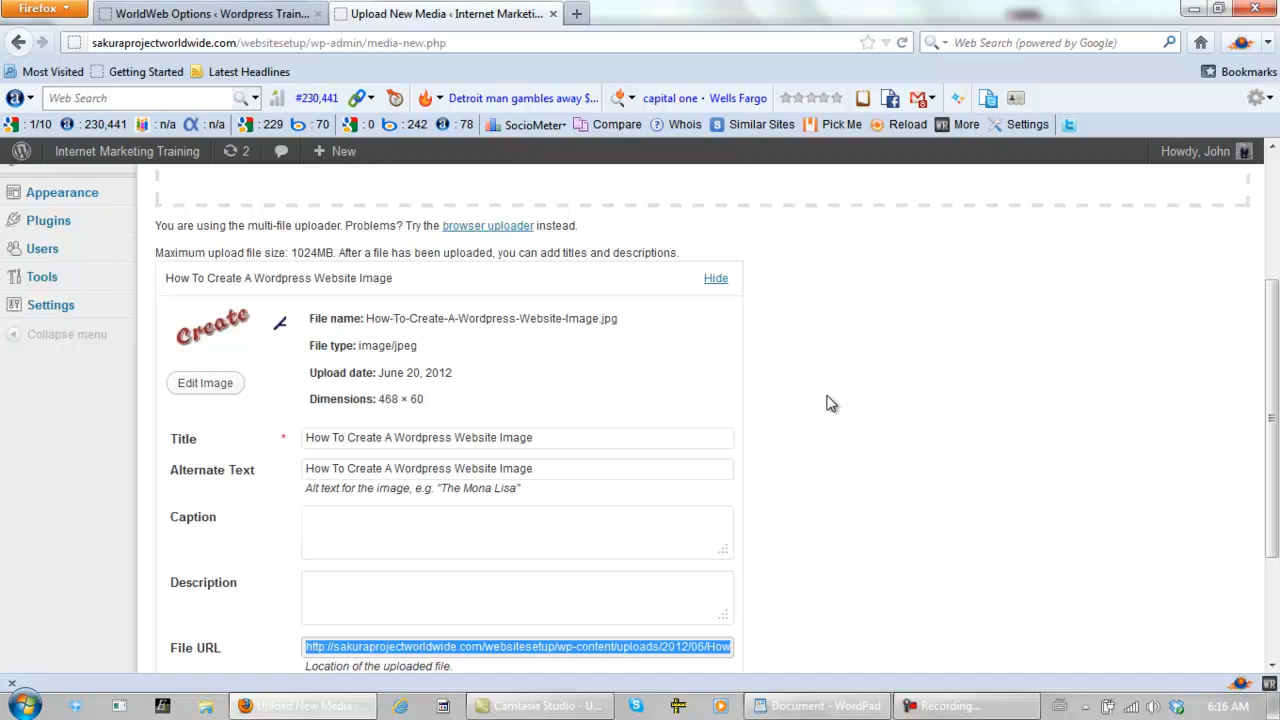 Firefox
WorldWeb Options ‹ Wordpress Train...
Upload New Media ‹ Internet Marketi...
sakuraprojectworldwide.com/websitesetup/wp-admin/media-new.php
Web Search (powered by Google)
Most Visited Getting Started Latest Headlines Bookmarks
Web Search #230,441 Detroit man gambles away $... capital one Wells Fargo
: 1/10 : 230,441 : n/a : n/a : 229 : 70 : 0 : 242 : 78 SocioMeter Compare Whois Similar Sites Pick Me Reload More Settings
Internet Marketing Training 2 New Howdy, John
Appearance
Plugins
Users
Tools
Settings
Collapse menu
You are using the multi-file uploader. Problems? Try the browser uploader instead.
Maximum upload file size: 1024MB. After a file has been uploaded, you can add titles and descriptions.
How To Create A Wordpress Website Image Hide
Create
File name: How-To-Create-A-Wordpress-Website-Image.jpg
File type: image/jpeg
Upload date: June 20, 2012
Edit Image
Dimensions: 468 × 60
Title * How To Create A Wordpress Website Image
Alternate Text How To Create A Wordpress Website Image
Alt text for the image, e.g. "The Mona Lisa"
Caption
Description
File URL http://sakuraprojectworldwide.com/websitesetup/wp-content/uploads/2012/06/How
Location of the uploaded file.
Upload New Media ‹ ... Camtasia Studio - U... Document - WordPad Recording... 6:16 AM